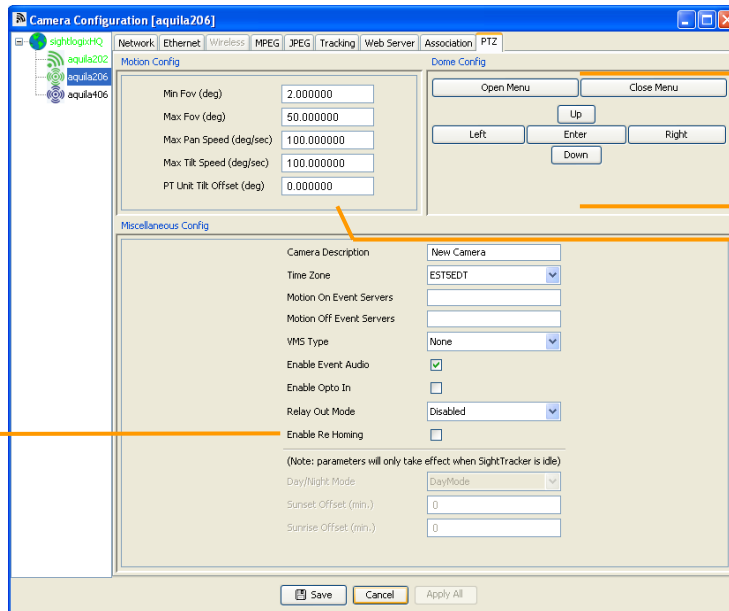 Camera Configuration [aquila206]
sightlogixHQ
aquila202
aquila206
aquila406
Network Ethernet Wireless MPEG JPEG Tracking Web Server Association PTZ
Motion Config
Min Fov (deg) 2.000000
Max Fov (deg) 50.000000
Max Pan Speed (deg/sec) 100.000000
Max Tilt Speed (deg/sec) 100.000000
PT Unit Tilt Offset (deg) 0.000000
Dome Config
Open Menu Close Menu
Up
Left Enter Right
Down
Miscellaneous Config
Camera Description New Camera
Time Zone EST5EDT
Motion On Event Servers
Motion Off Event Servers
VMS Type None
Enable Event Audio
Enable Opto In
Relay Out Mode Disabled
Enable Re Homing
(Note: parameters will only take effect when SightTracker is idle)
Day/Night Mode DayMode
Sunset Offset (min.) 0
Sunrise Offset (min.) 0
Save Cancel Apply All